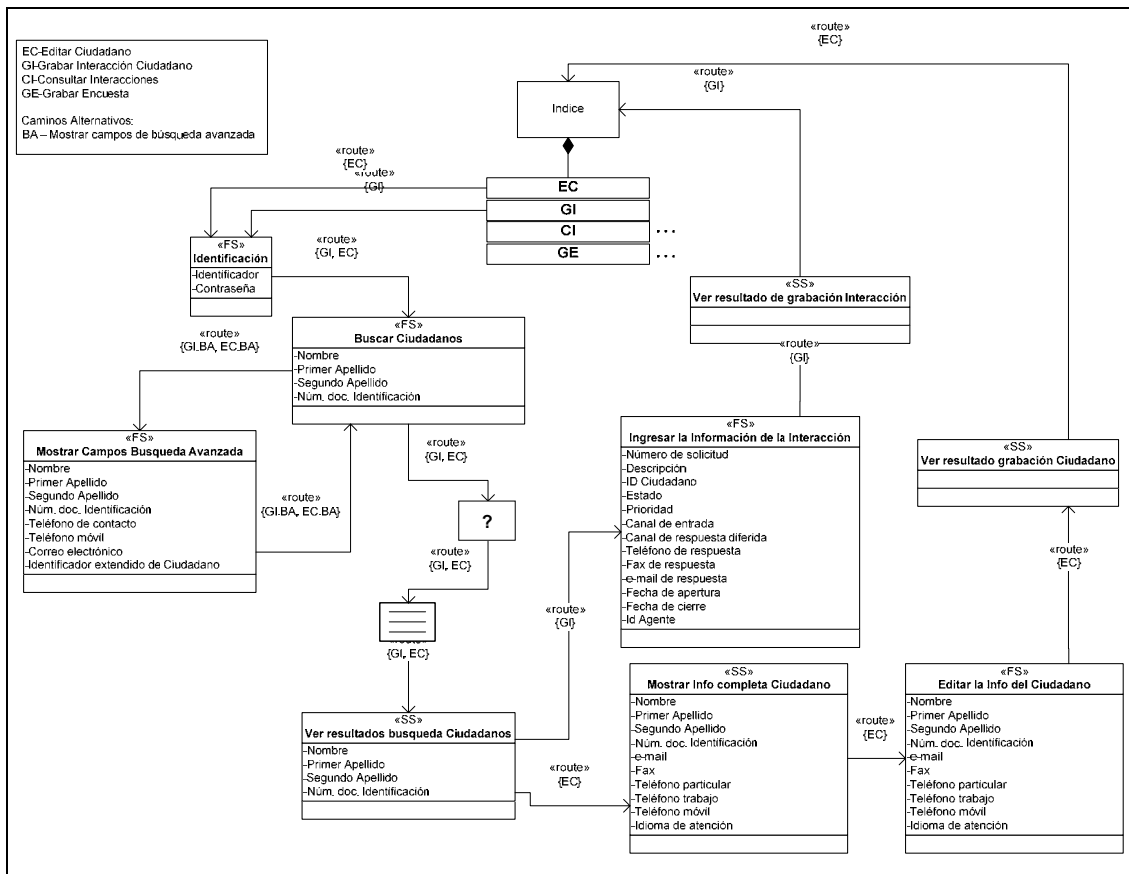 EC-Editar Ciudadano
GI-Grabar Interacción Ciudadano
CI-Consultar Interacciones
GE-Grabar Encuesta
Caminos Alternativos:
BA – Mostrar campos de búsqueda avanzada
«route»
{EC}
«route»
{GI}
Indice
«route»
{EC}
«route»
{GI}
EC
GI
CI ...
GE ...
«route»
{GI, EC}
«FS»
Identificación
-Identificador
-Contraseña
«SS»
Ver resultado de grabación Interacción
«route»
{GI}
«route»
{GI.BA, EC.BA}
«FS»
Buscar Ciudadanos
-Nombre
-Primer Apellido
-Segundo Apellido
-Núm. doc. Identificación
«FS»
Mostrar Campos Busqueda Avanzada
-Nombre
-Primer Apellido
-Segundo Apellido
-Núm. doc. Identificación
-Teléfono de contacto
-Teléfono móvil
-Correo electrónico
-Identificador extendido de Ciudadano
«route»
{GI.BA, EC.BA}
«route»
{GI, EC}
?
«route»
{GI, EC}
«route»
{GI, EC}
«FS»
Ingresar la Información de la Interacción
-Número de solicitud
-Descripción
-ID Ciudadano
-Estado
-Prioridad
-Canal de entrada
-Canal de respuesta diferida
-Teléfono de respuesta
-Fax de respuesta
-e-mail de respuesta
-Fecha de apertura
-Fecha de cierre
-Id Agente
«SS»
Ver resultado grabación Ciudadano
«route»
{EC}
«route»
{GI}
«SS»
Ver resultados busqueda Ciudadanos
-Nombre
-Primer Apellido
-Segundo Apellido
-Núm. doc. Identificación
«route»
{EC}
«SS»
Mostrar Info completa Ciudadano
-Nombre
-Primer Apellido
-Segundo Apellido
-Núm. doc. Identificación
-e-mail
-Fax
-Teléfono particular
-Teléfono trabajo
-Teléfono móvil
-Idioma de atención
«route»
{EC}
«FS»
Editar la Info del Ciudadano
-Nombre
-Primer Apellido
-Segundo Apellido
-Núm. doc. Identificación
-e-mail
-Fax
-Teléfono particular
-Teléfono trabajo
-Teléfono móvil
-Idioma de atención